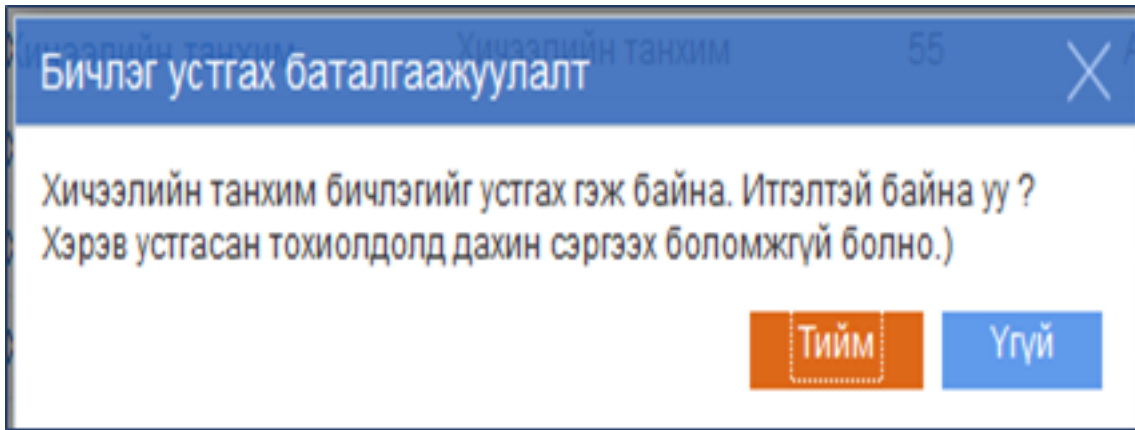 Хичээлийн танхим Хичээлийн танхим 55
Бичлэг устгах баталгаажуулалт
Хичээлийн танхим бичлэгийг устгах гэж байна. Итгэлтэй байна уу ?
Хэрэв устгасан тохиолдолд дахин сэргээх боломжгүй болно.)
Тийм Үгүй